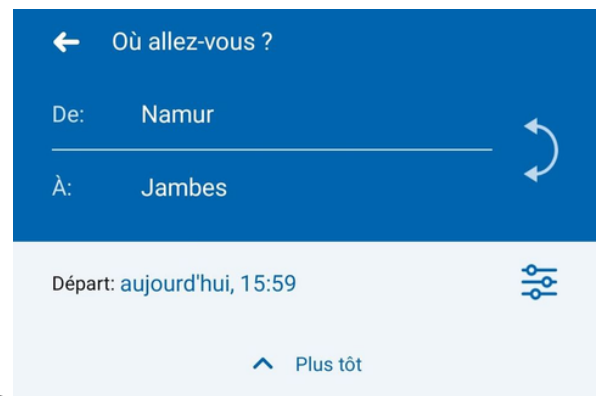 Où allez-vous ?
De: Namur
À: Jambes
Départ: aujourd'hui, 15:59
Plus tôt